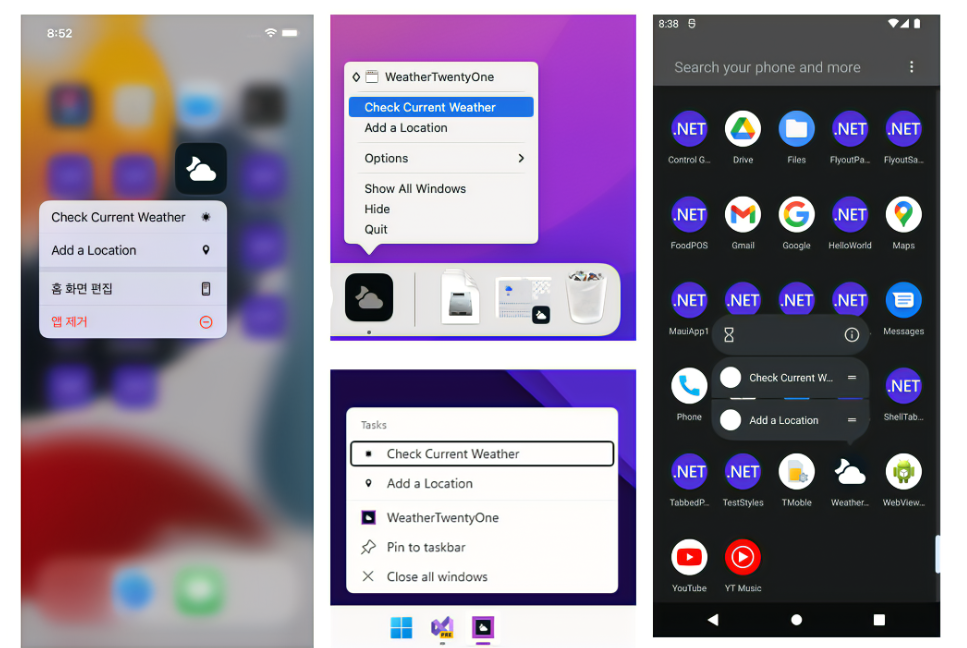 8:52
Check Current Weather
Add a Location
홈 화면 편집
앱 제거
WeatherTwentyOne
Check Current Weather
Add a Location
Options
Show All Windows
Hide
Quit
Tasks
Check Current Weather
Add a Location
WeatherTwentyOne
Pin to taskbar
Close all windows
8:38
Search your phone and more
.NET .NET .NET
Control G... Drive Files FlyoutPa... FlyoutSa...
.NET .NET
FoodPOS Gmail Google HelloWorld Maps
.NET .NET .NET .NET
MauiApp1 Messages
Check Current W...
.NET
Phone ShellTab...
Add a Location
.NET .NET
TabbedP... TestStyles TMoble Weather... WebView...
YouTube YT Music